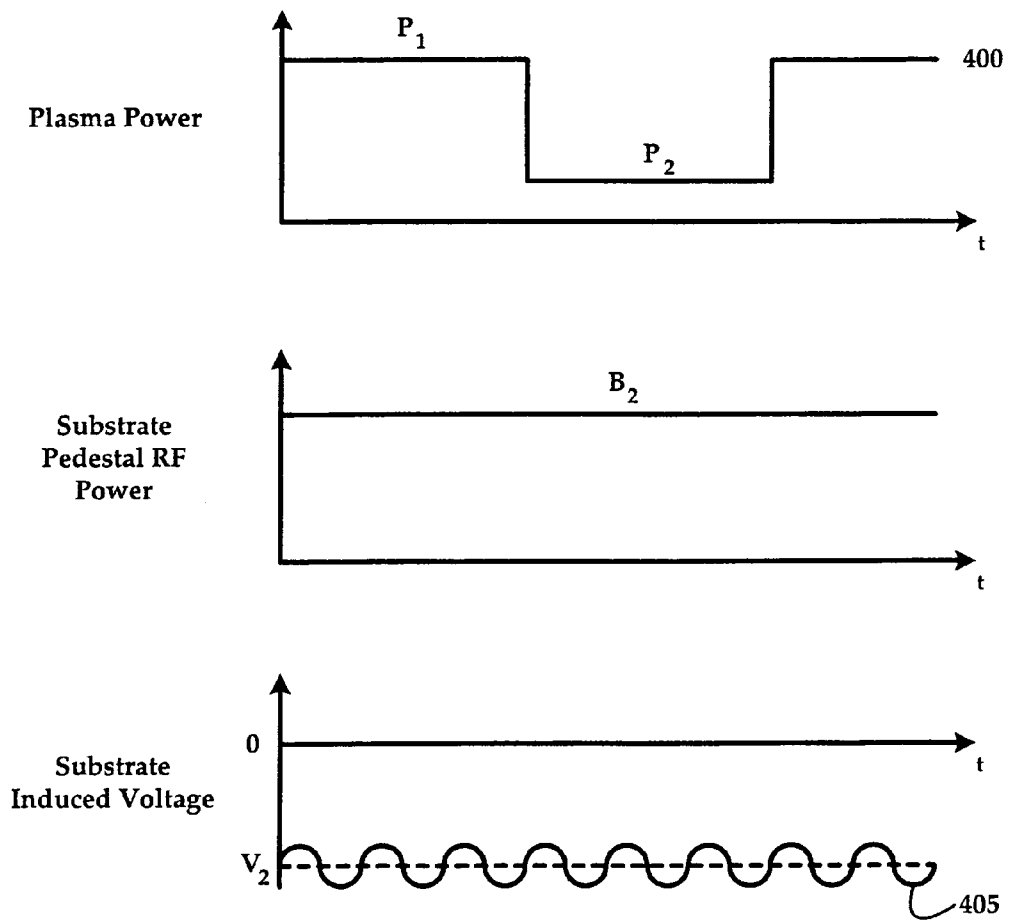 P1
400
Plasma Power
P2
t
B2
Substrate
Pedestal RF
Power
t
0
t
Substrate
Induced Voltage
V2
405